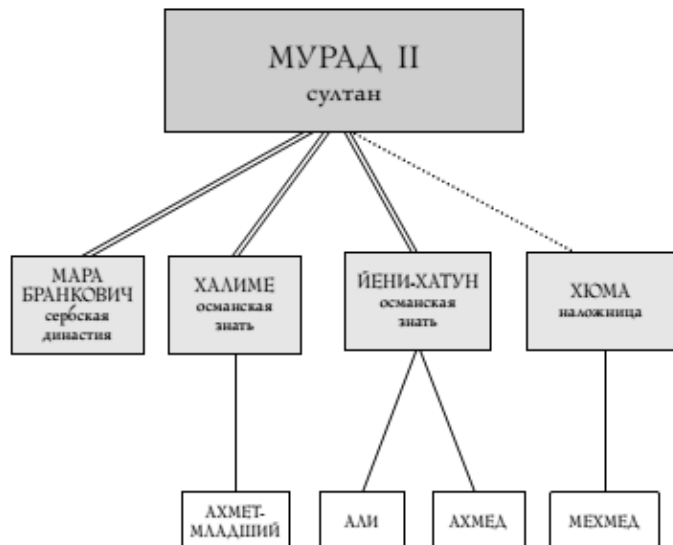 МУРАД II
султан
МАРА
БРАНКОВИЧ
сербская
династия
ХАЛИМЕ
османская
знать
ЙЕНИ-ХАТУН
османская
знать
ХЮМА
наложница
АХМЕТ-
МЛАДШИЙ
АЛИ
АХМЕД
МЕХМЕД